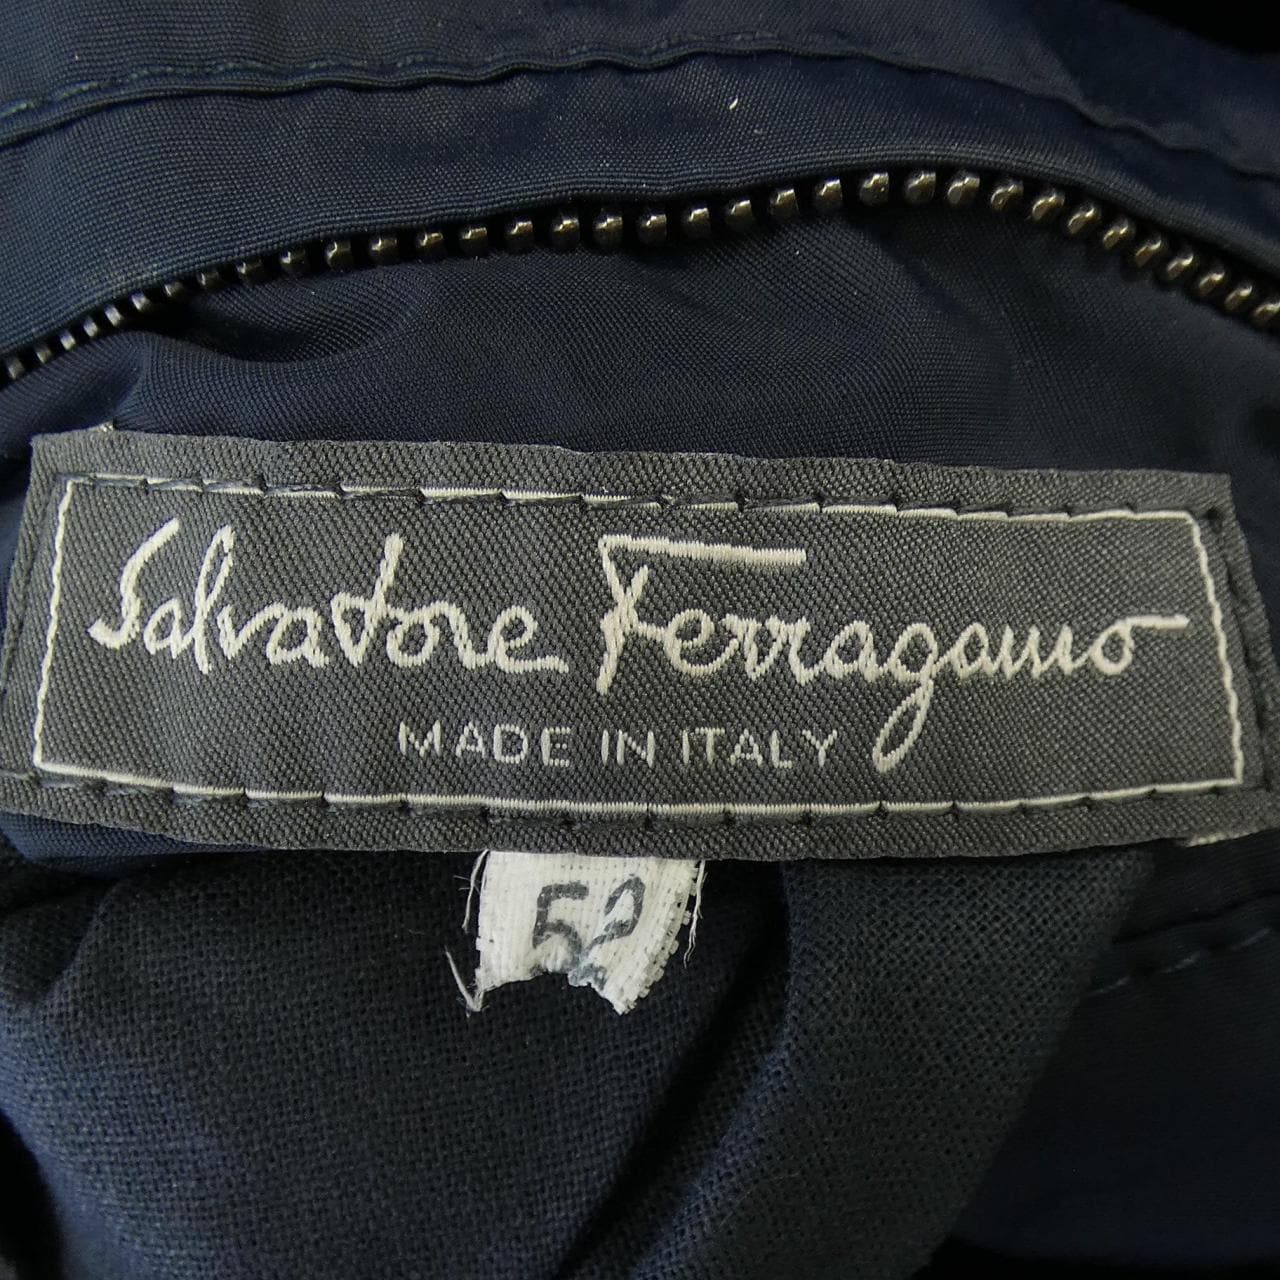 Salvatore Ferragamo
MADE IN ITALY
52